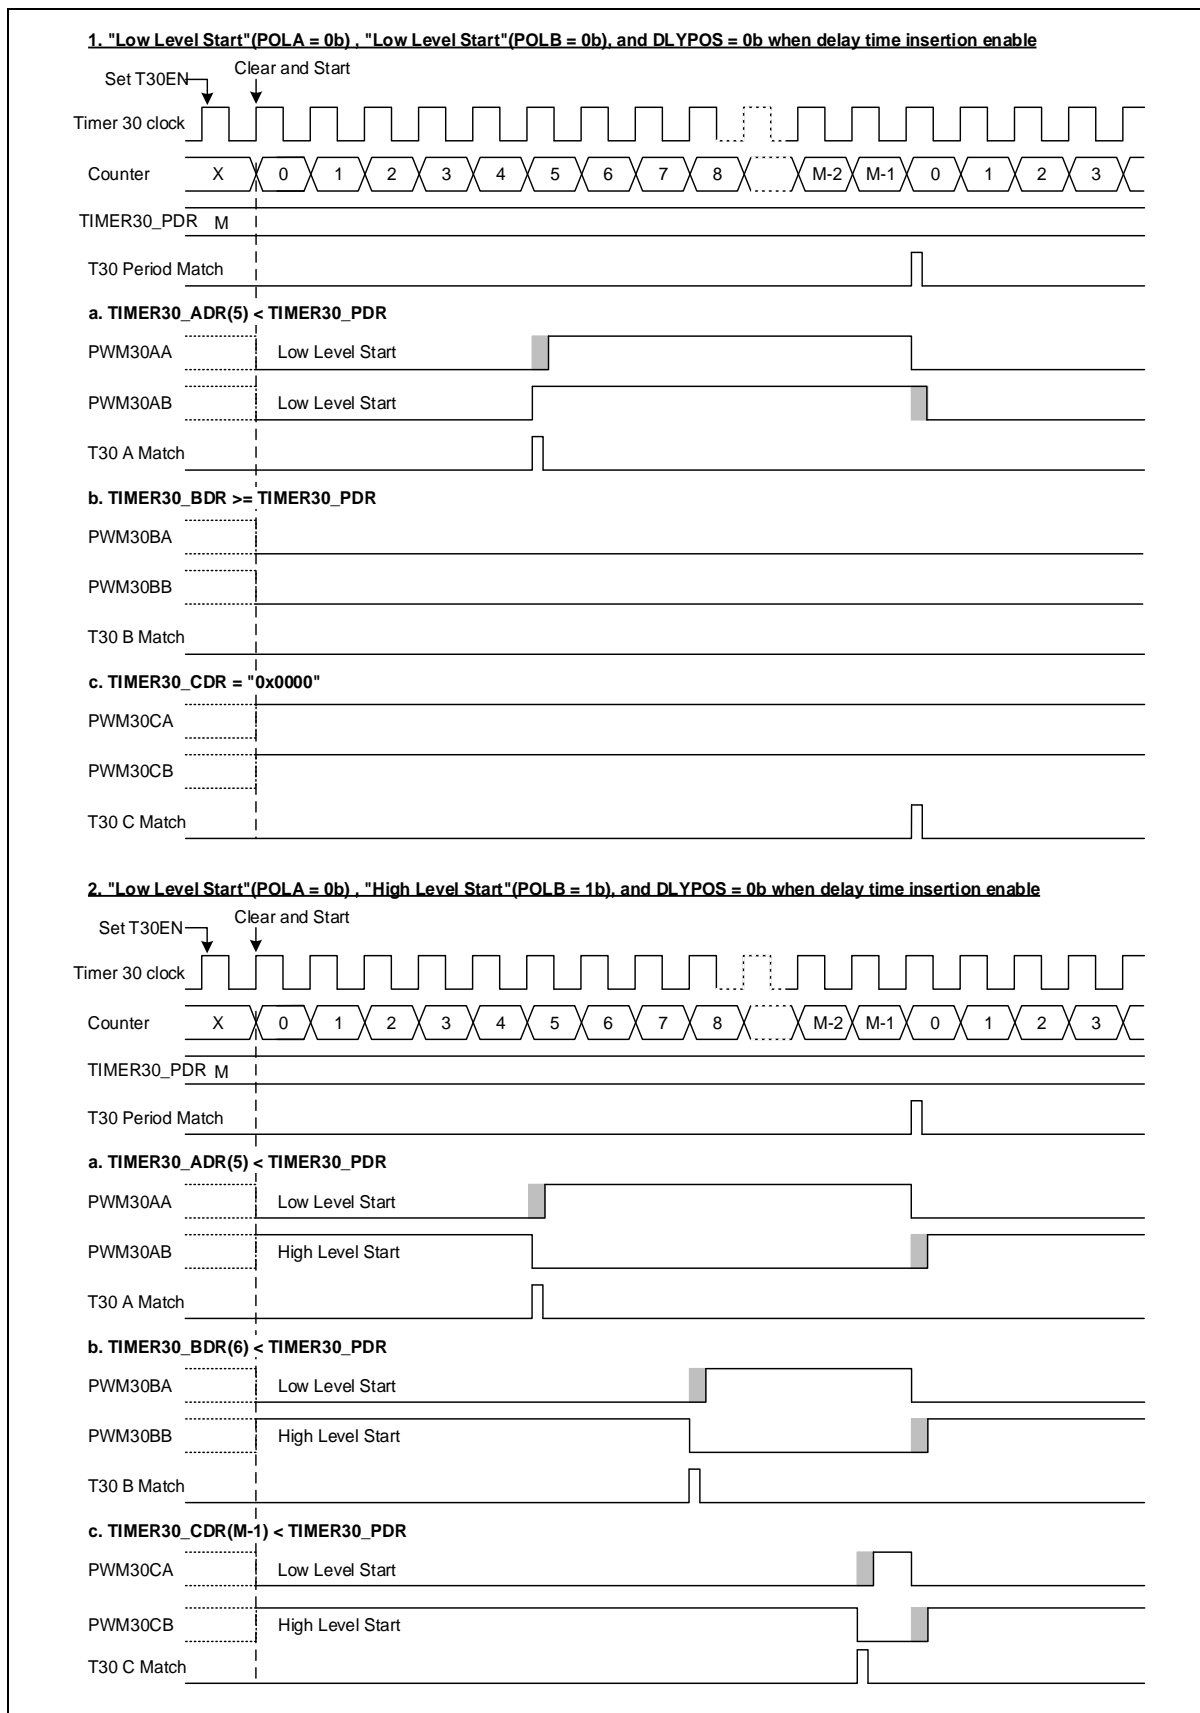 1. "Low Level Start"(POLA = 0b) , "Low Level Start"(POLB = 0b), and DLYPOS = 0b when delay time insertion enable
Set T30EN Clear and Start
Timer 30 clock
Counter X 0 1 2 3 4 5 6 7 8 M-2 M-1 0 1 2 3
TIMER30_PDR M
T30 Period Match
a. TIMER30_ADR(5) < TIMER30_PDR
PWM30AA Low Level Start
PWM30AB Low Level Start
T30 A Match
b. TIMER30_BDR >= TIMER30_PDR
PWM30BA
PWM30BB
T30 B Match
c. TIMER30_CDR = "0x0000"
PWM30CA
PWM30CB
T30 C Match
2. "Low Level Start"(POLA = 0b) , "High Level Start"(POLB = 1b), and DLYPOS = 0b when delay time insertion enable
Set T30EN Clear and Start
Timer 30 clock
Counter X 0 1 2 3 4 5 6 7 8 M-2 M-1 0 1 2 3
TIMER30_PDR M
T30 Period Match
a. TIMER30_ADR(5) < TIMER30_PDR
PWM30AA Low Level Start
PWM30AB High Level Start
T30 A Match
b. TIMER30_BDR(6) < TIMER30_PDR
PWM30BA Low Level Start
PWM30BB High Level Start
T30 B Match
c. TIMER30_CDR(M-1) < TIMER30_PDR
PWM30CA Low Level Start
PWM30CB High Level Start
T30 C Match